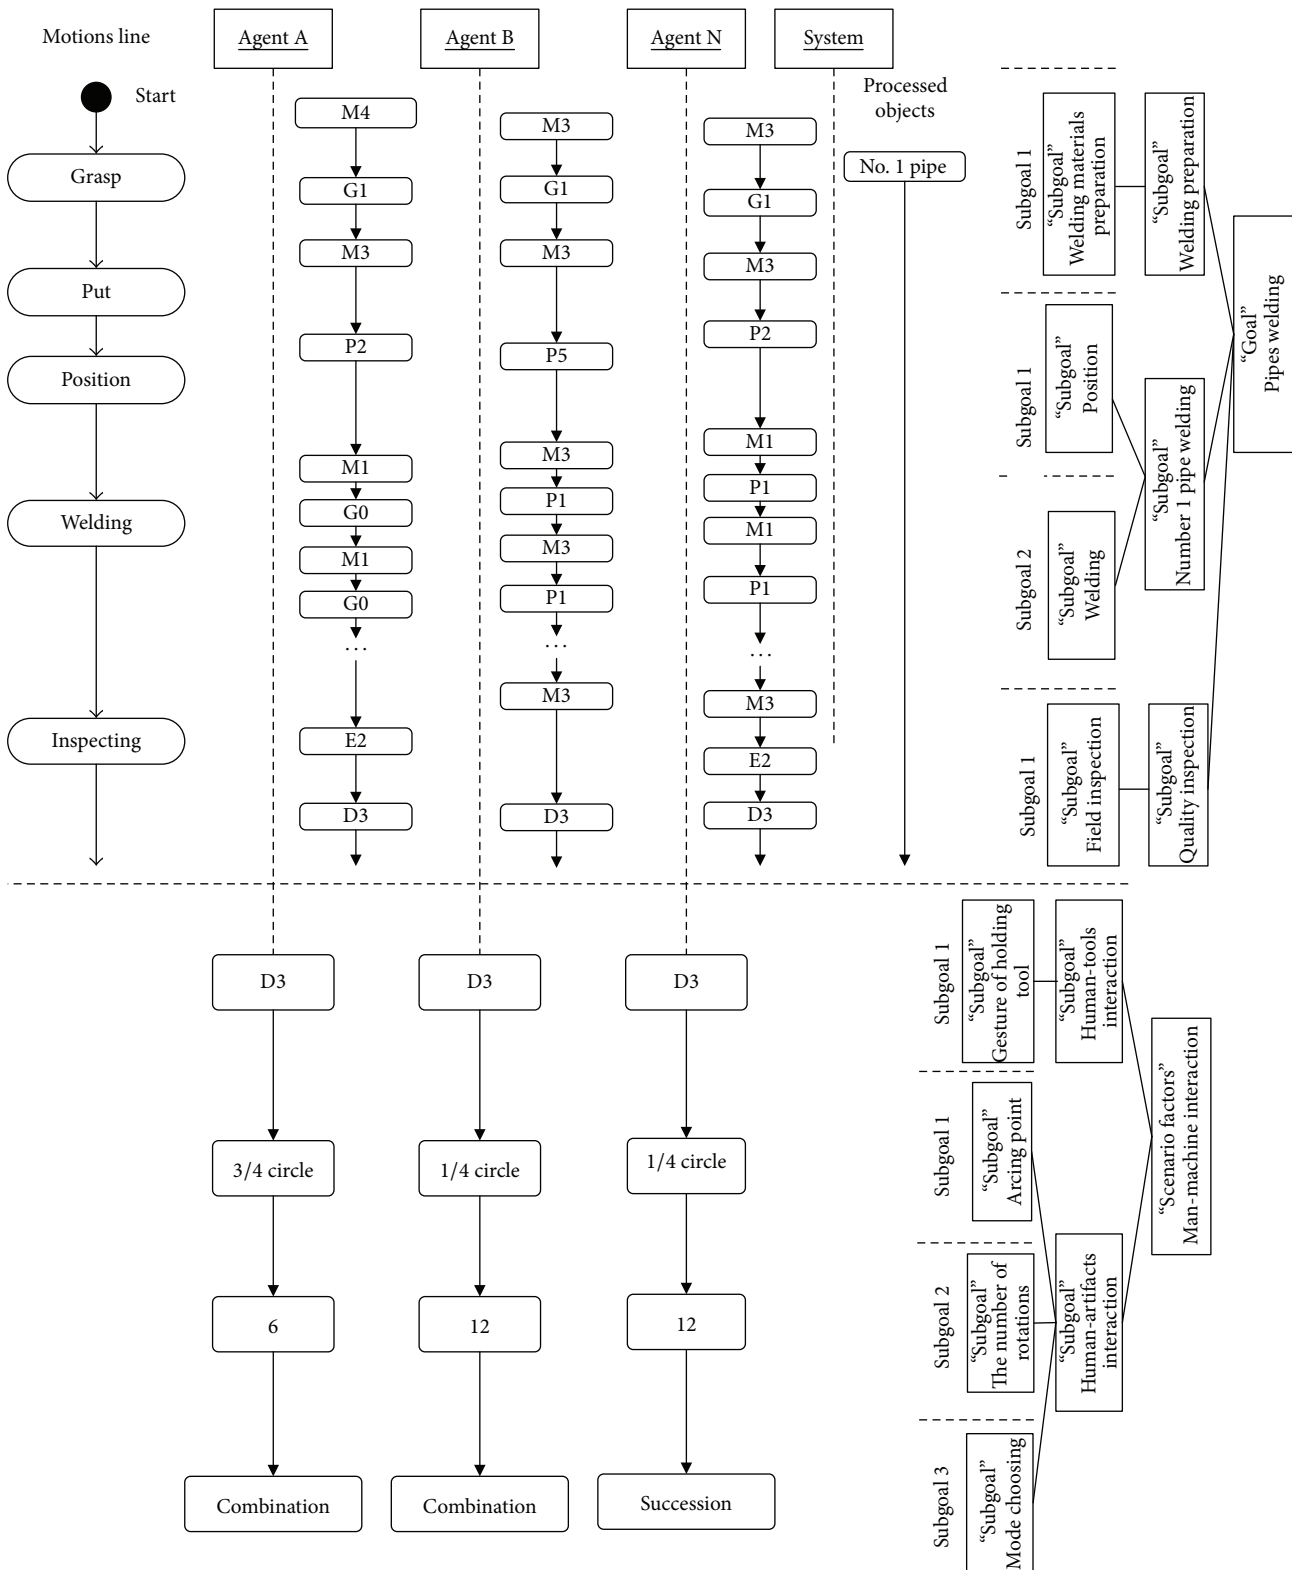 Motions line
Agent A
Agent B
Agent N
System
Start
Processed
objects
Grasp
Put
Position
Welding
Inspecting
M4
G1
M3
P2
M1
G0
M1
G0
...
E2
D3
M3
G1
M3
P5
M3
P1
M3
P1
...
M3
D3
M3
G1
M3
P2
M1
P1
M1
P1
...
M3
E2
D3
No. 1 pipe
Subgoal 1
“Subgoal”
Welding materials
preparation
“Subgoal”
Welding preparation
Subgoal 1
“Subgoal”
Position
Subgoal 2
“Subgoal”
Welding
“Subgoal”
Number 1 pipe welding
“Goal”
Pipes welding
Subgoal 1
“Subgoal”
Field inspection
“Subgoal”
Quality inspection
D3
3/4 circle
6
Combination
D3
1/4 circle
12
Combination
D3
1/4 circle
12
Succession
Subgoal 1
“Subgoal”
Gesture of holding
tool
“Subgoal”
Human-tools
interaction
Subgoal 1
“Subgoal”
Arcing point
Subgoal 2
“Subgoal”
The number of
rotations
“Subgoal”
Human-artifacts
interaction
Subgoal 3
“Subgoal”
Mode choosing
“Scenario factors”
Man-machine interaction